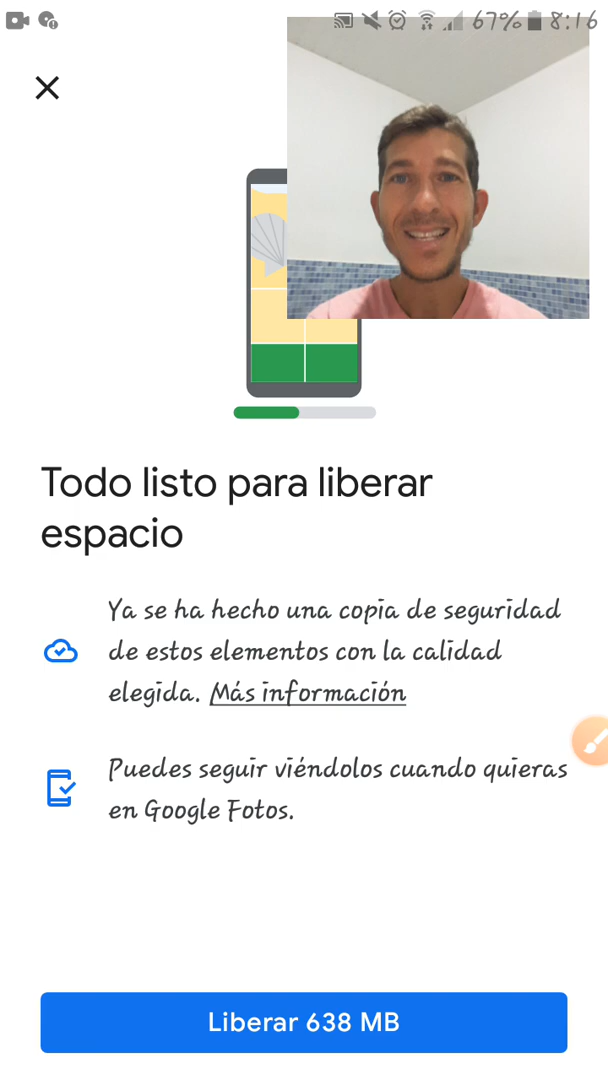 67% 8:16
Todo listo para liberar
espacio
Ya se ha hecho una copia de seguridad
de estos elementos con la calidad
elegida. Más información
Puedes seguir viéndolos cuando quieras
en Google Fotos.
Liberar 638 MB